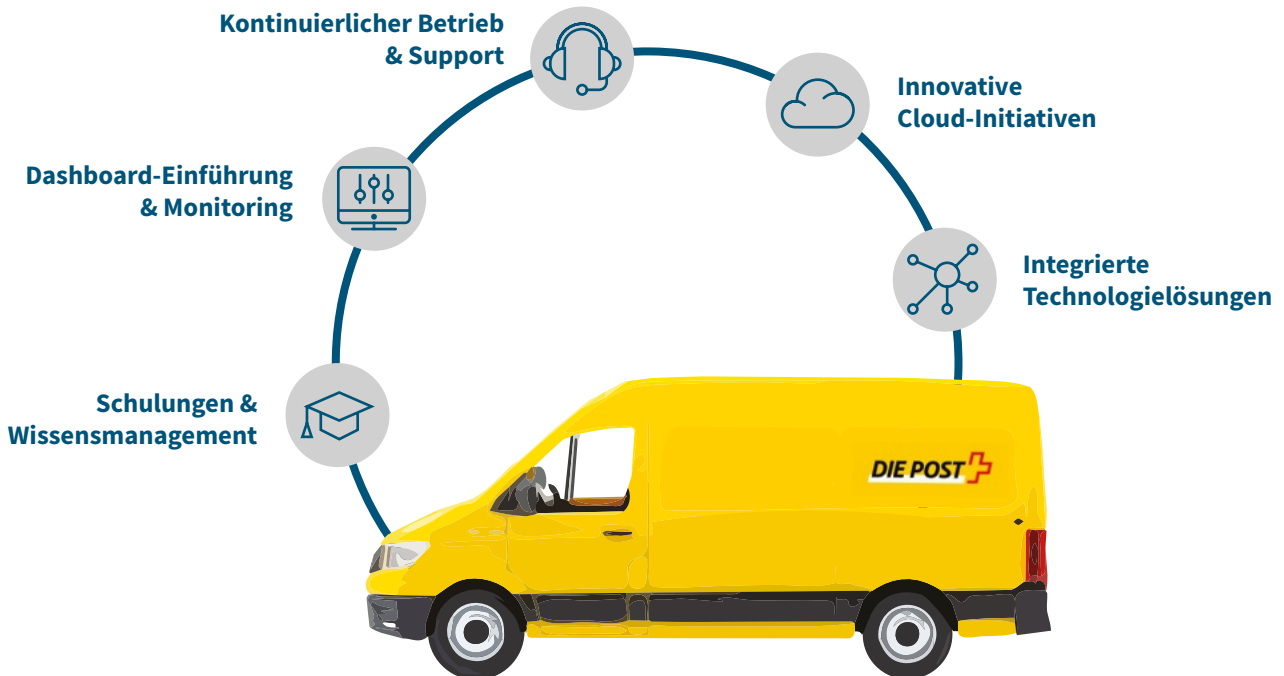 Kontinuierlicher Betrieb
& Support
Innovative
Cloud-Initiativen
Dashboard-Einführung
& Monitoring
Integrierte
Technologielösungen
Schulungen &
Wissensmanagement
DIE POST